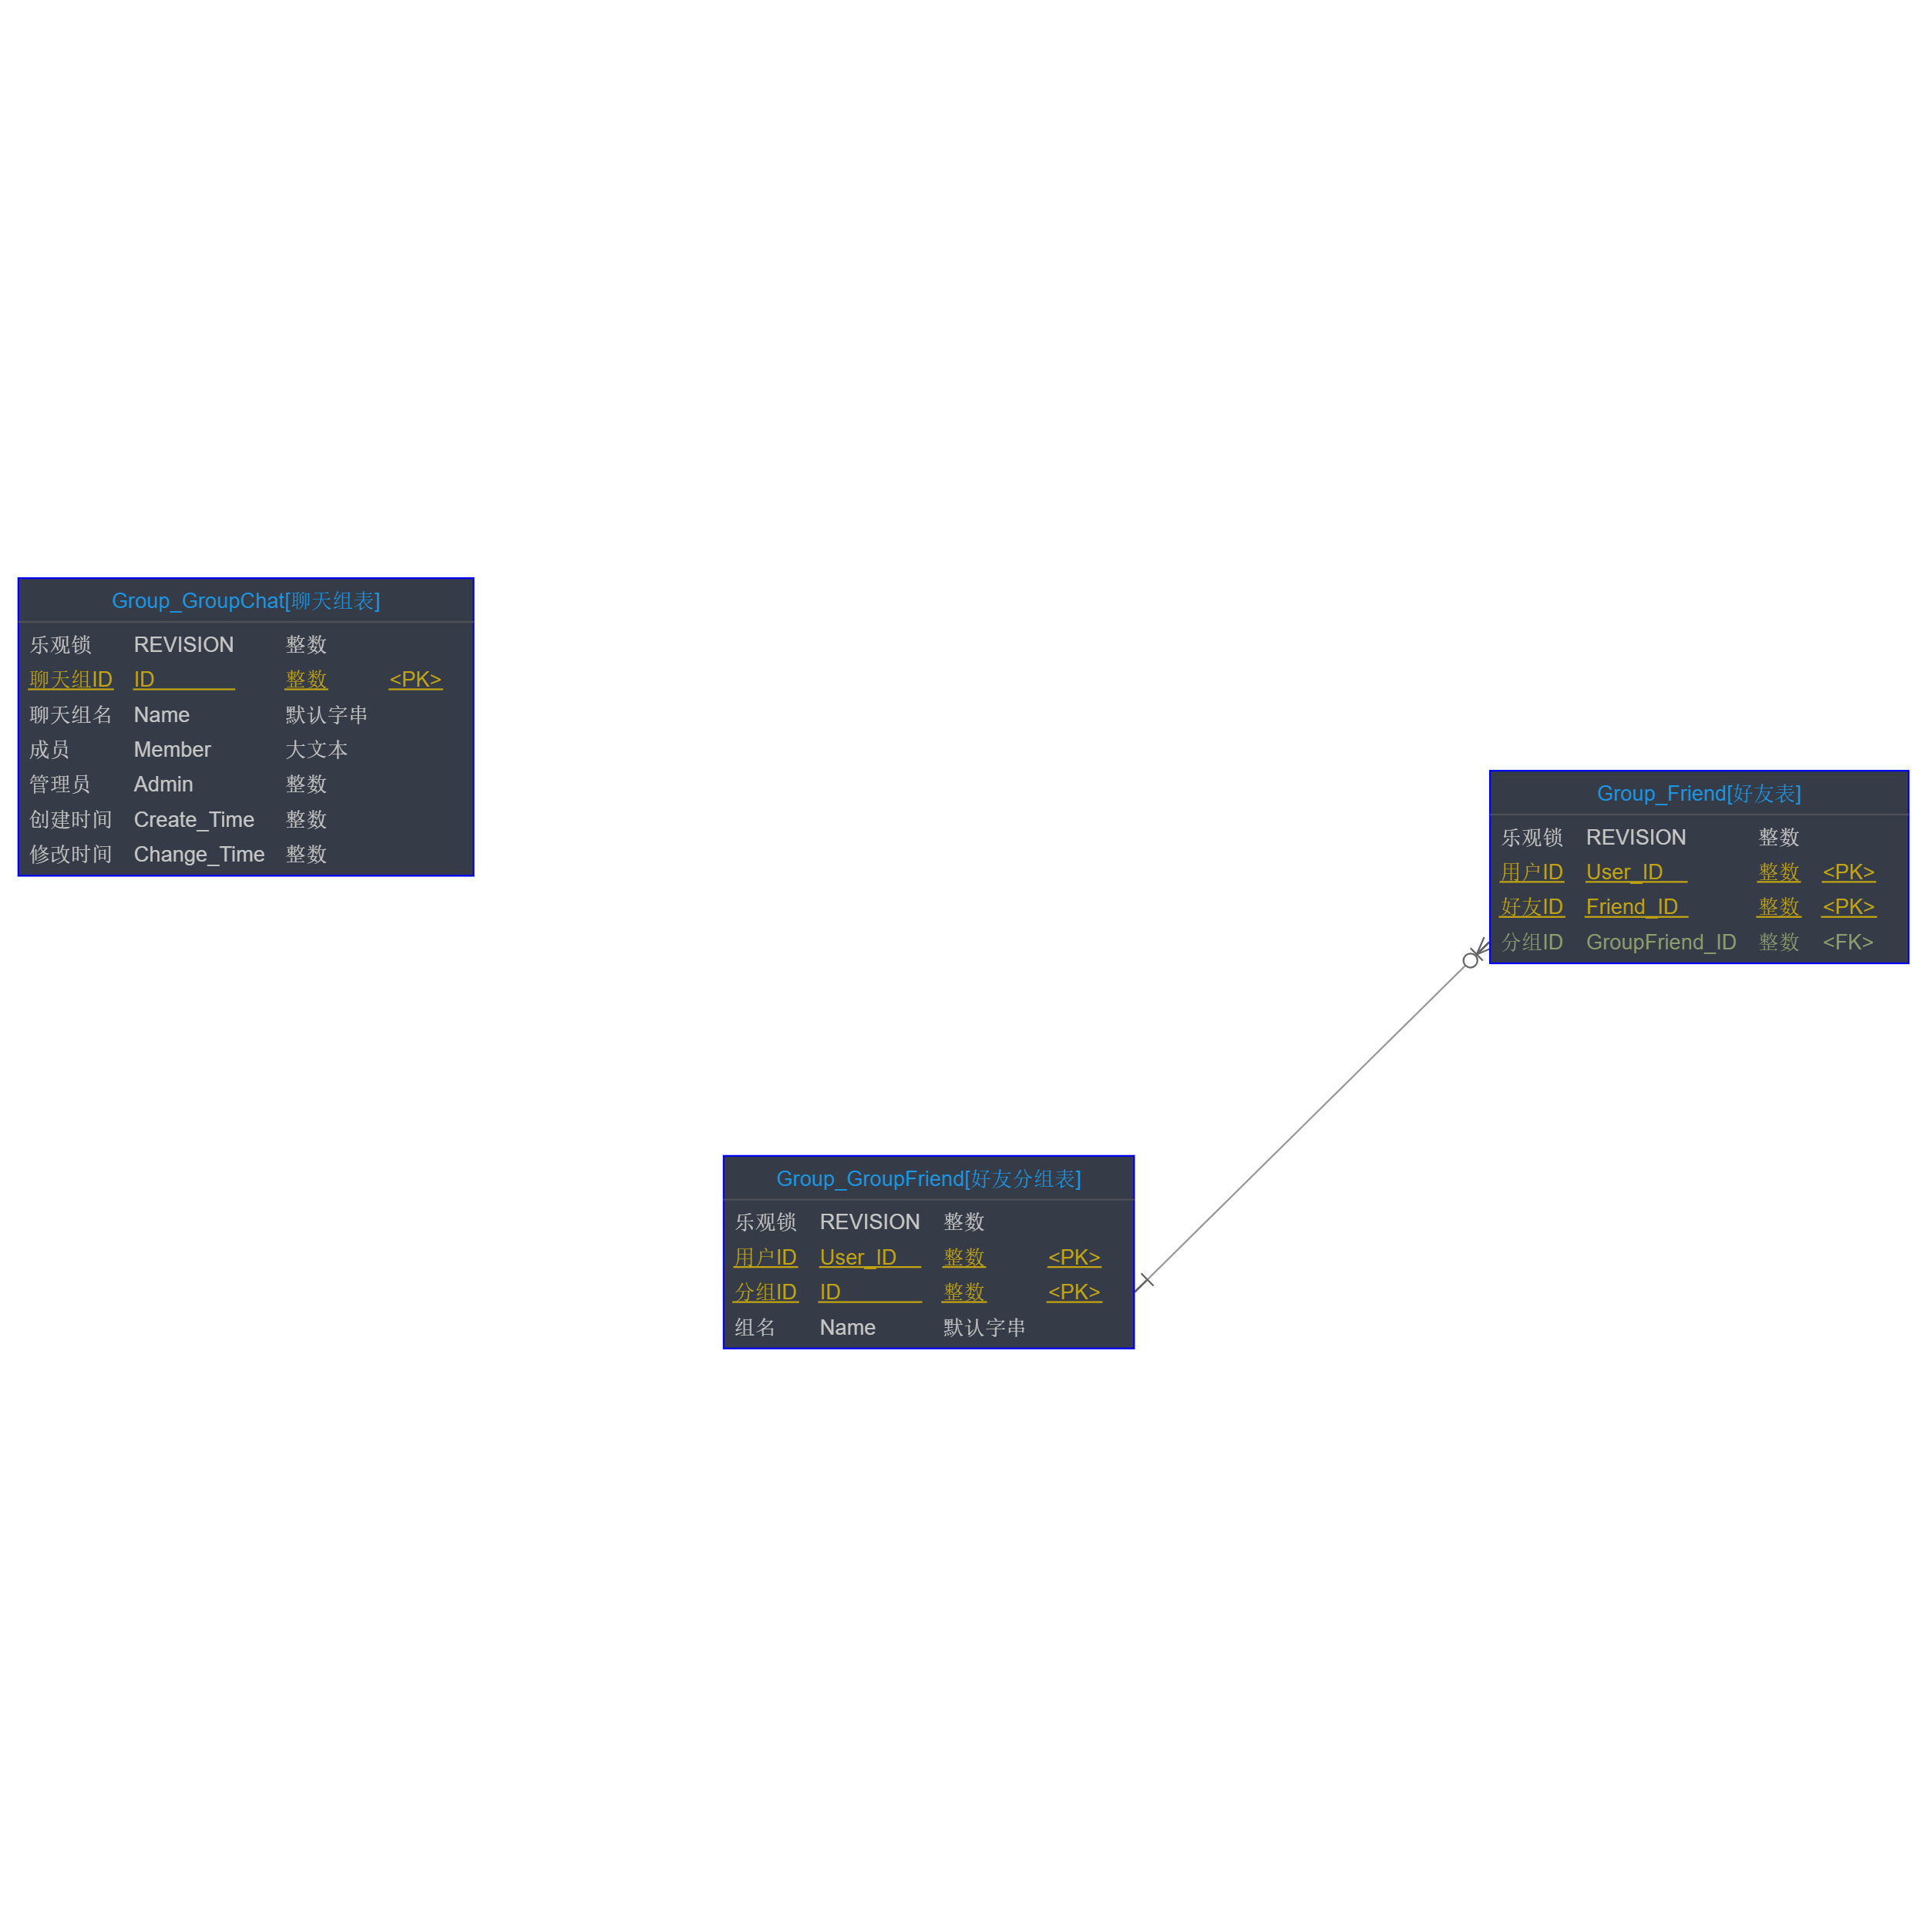 Group_GroupChat[聊天组表]
乐观锁 REVISION 整数
聊天组ID ID 整数 <PK>
聊天组名 Name 默认字串
成员 Member 大文本
管理员 Admin 整数
创建时间 Create_Time 整数
修改时间 Change_Time 整数
Group_Friend[好友表]
乐观锁 REVISION 整数
用户ID User_ID 整数 <PK>
好友ID Friend_ID 整数 <PK>
分组ID GroupFriend_ID 整数 <FK>
Group_GroupFriend[好友分组表]
乐观锁 REVISION 整数
用户ID User_ID 整数 <PK>
分组ID ID 整数 <PK>
组名 Name 默认字串